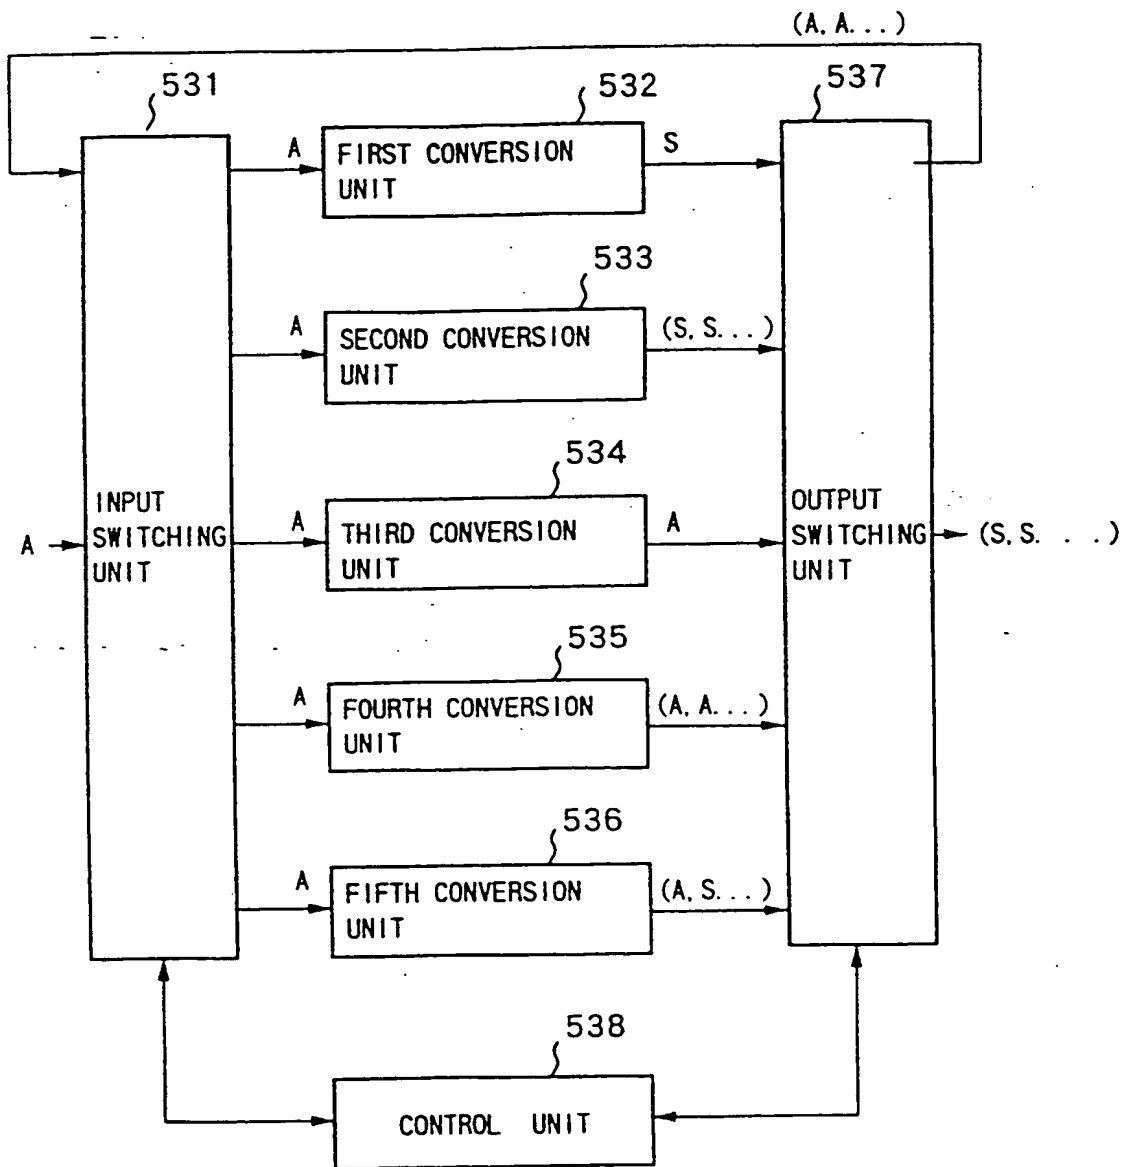 (A, A...)
531
532
537
A
FIRST CONVERSION
UNIT
S
533
A
SECOND CONVERSION
UNIT
(S, S...)
534
A
INPUT
SWITCHING
UNIT
A
THIRD CONVERSION
UNIT
A
OUTPUT
SWITCHING
UNIT
(S, S. . . .)
535
A
FOURTH CONVERSION
UNIT
(A, A...)
536
A
FIFTH CONVERSION
UNIT
(A, S...)
538
CONTROL UNIT